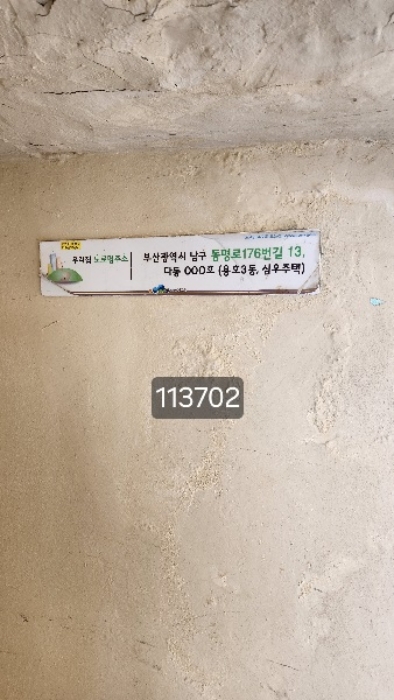 우리집 도로명주소
부산광역시 남구 동명로176번길 13,
다동 000호 (용호3동, 삼우주택)
113702